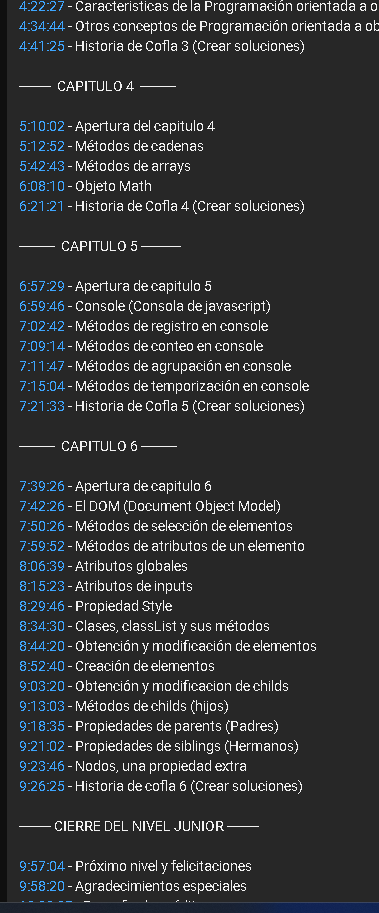 4:22:27 - Caracteristicas de la Programación orientada a o
4:34:44 - Otros conceptos de Programación orientada a ob
4:41:25 - Historia de Cofla 3 (Crear soluciones)
——— CAPITULO 4 ———
5:10:02 - Apertura del capitulo 4
5:12:52 - Métodos de cadenas
5:42:43 - Métodos de arrays
6:08:10 - Objeto Math
6:21:21 - Historia de Cofla 4 (Crear soluciones)
——— CAPITULO 5 ———
6:57:29 - Apertura de capitulo 5
6:59:46 - Console (Consola de javascript)
7:02:42 - Métodos de registro en console
7:09:14 - Métodos de conteo en console
7:11:47 - Métodos de agrupación en console
7:15:04 - Métodos de temporización en console
7:21:33 - Historia de Cofla 5 (Crear soluciones)
——— CAPITULO 6 ———
7:39:26 - Apertura de capitulo 6
7:42:26 - El DOM (Document Object Model)
7:50:26 - Métodos de selección de elementos
7:59:52 - Métodos de atributos de un elemento
8:06:39 - Atributos globales
8:15:23 - Atributos de inputs
8:29:46 - Propiedad Style
8:34:30 - Clases, classList y sus métodos
8:44:20 - Obtención y modificación de elementos
8:52:40 - Creación de elementos
9:03:20 - Obtención y modificacion de childs
9:13:03 - Métodos de childs (hijos)
9:18:35 - Propiedades de parents (Padres)
9:21:02 - Propiedades de siblings (Hermanos)
9:23:46 - Nodos, una propiedad extra
9:26:25 - Historia de cofla 6 (Crear soluciones)
——— CIERRE DEL NIVEL JUNIOR ———
9:57:04 - Próximo nivel y felicitaciones
9:58:20 - Agradecimientos especiales